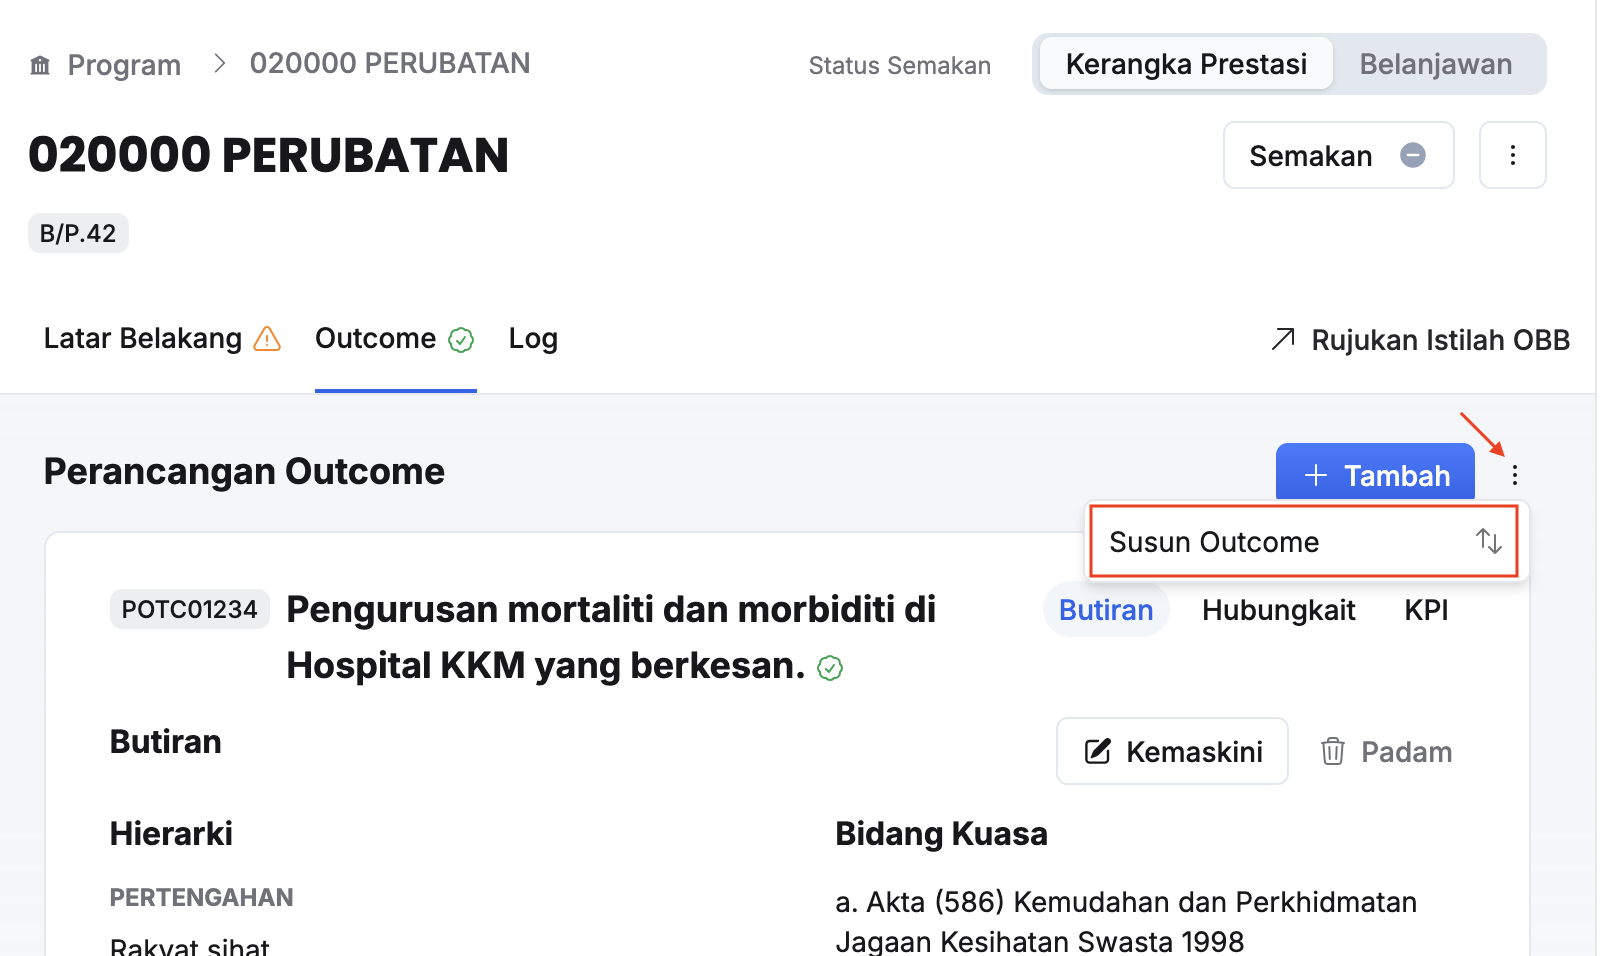 Program > 020000 PERUBATAN
Status Semakan
Kerangka Prestasi
Belanjawan
020000 PERUBATAN
Semakan
B/P.42
Latar Belakang
Outcome
Log
Rujukan Istilah OBB
Perancangan Outcome
+ Tambah
Susun Outcome
POTC01234
Pengurusan mortaliti dan morbiditi di
Hospital KKM yang berkesan.
Butiran
Hubungkait
KPI
Butiran
Kemaskini
Padam
Hierarki
PERTENGAHAN
Rakyat sihat
Bidang Kuasa
a. Akta (586) Kemudahan dan Perkhidmatan
Jagaan Kesihatan Swasta 1998